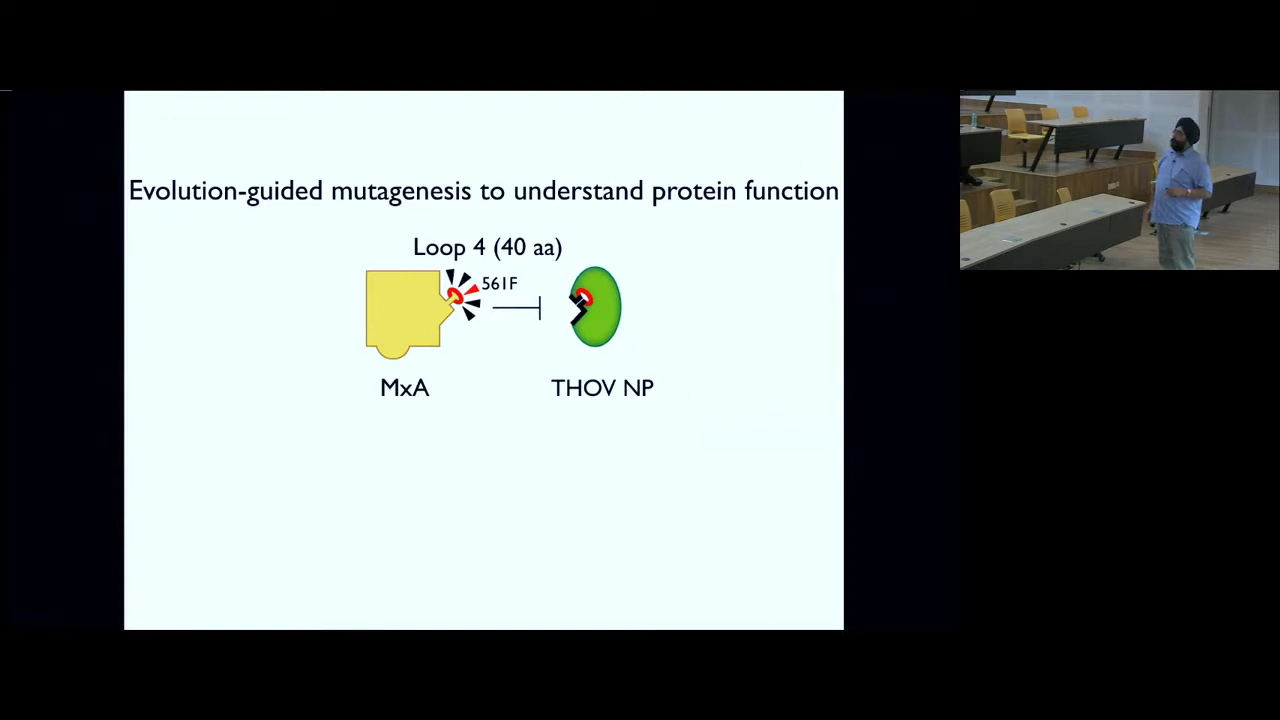 Evolution-guided mutagenesis to understand protein function
Loop 4 (40 aa)
561F
MxA
THOV NP